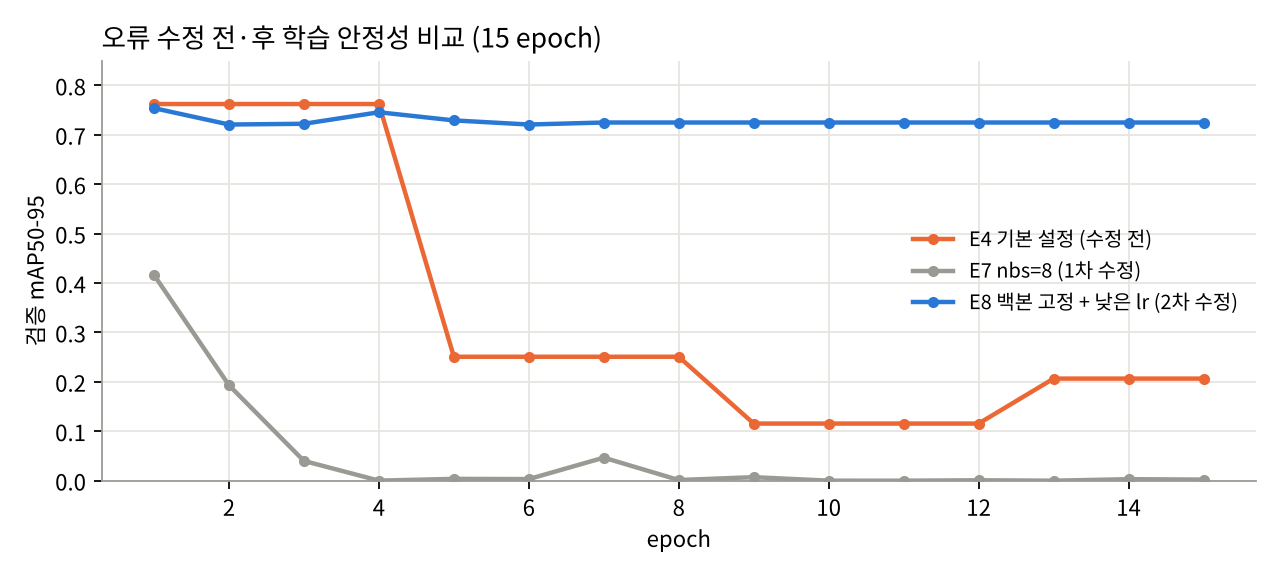 오류 수정 전·후 학습 안정성 비교 (15 epoch)
검증 mAP50-95
0.8
0.7
0.6
0.5
0.4
0.3
0.2
0.1
0.0
E4 기본 설정 (수정 전)
E7 nbs=8 (1차 수정)
E8 백본 고정 + 낮은 lr (2차 수정)
2 4 6 8 10 12 14
epoch